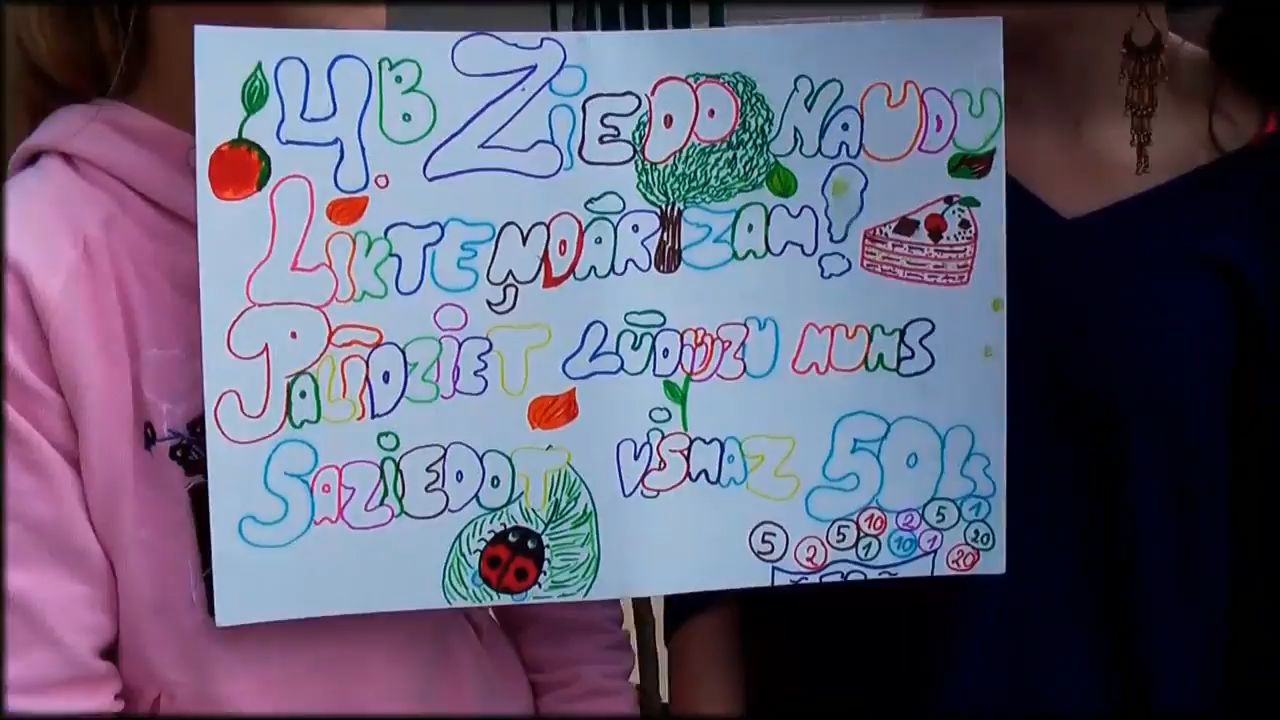 4B ZiEDO NAUDU
LiKTEŅDĀRZAM!
PALĪDZIET LŪDZU MUMS
SAZiEDOT VISMAZ 50Ls
5 2 5 10 1 2 10 5 1 1 20 20